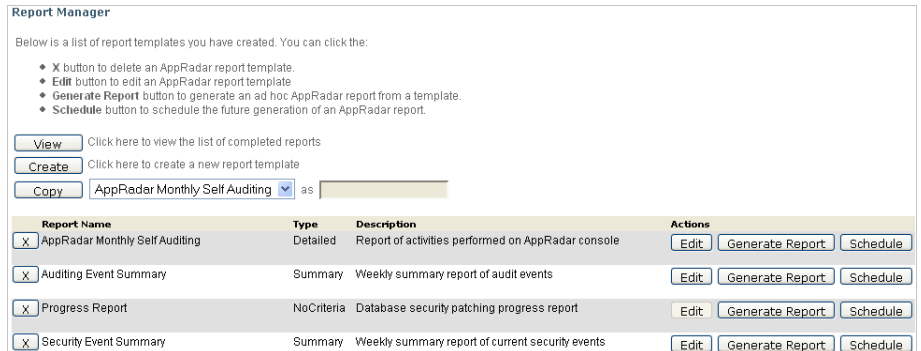 Report Manager
Below is a list of report templates you have created. You can click the:
X button to delete an AppRadar report template.
Edit button to edit an AppRadar report template
Generate Report button to generate an ad hoc AppRadar report from a template.
Schedule button to schedule the future generation of an AppRadar report.
View Click here to view the list of completed reports
Create Click here to create a new report template
Copy AppRadar Monthly Self Auditing as
Report Name Type Description Actions
X AppRadar Monthly Self Auditing Detailed Report of activities performed on AppRadar console Edit Generate Report Schedule
X Auditing Event Summary Summary Weekly summary report of audit events Edit Generate Report Schedule
X Progress Report NoCriteria Database security patching progress report Edit Generate Report Schedule
X Security Event Summary Summary Weekly summary report of current security events Edit Generate Report Schedule